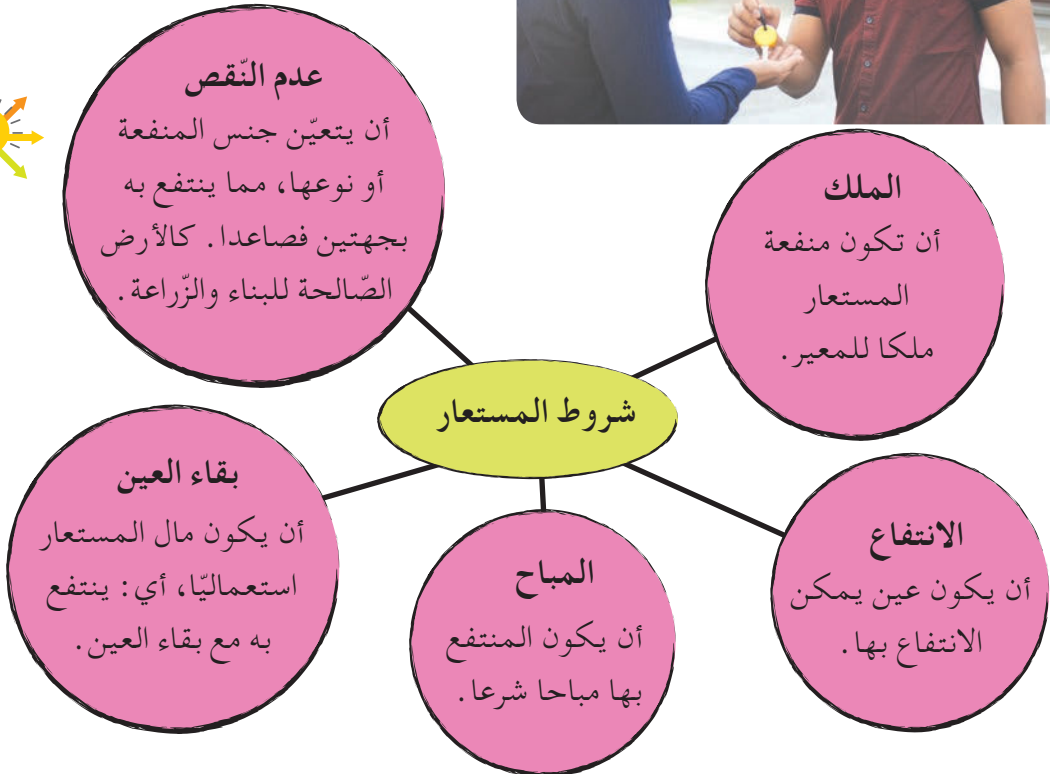 عدم النّقص
أن يتعيّن جنس المنفعة
أو نوعها، مما ينتفع به
بجهتين فصاعدا. كالأرض
الصّالحة للبناء والزّراعة.
الملك
أن تكون منفعة
المستعار
ملكا للمعير.
شروط المستعار
بقاء العين
أن يكون مال المستعار
استعماليّا، أي: ينتفع
به مع بقاء العين.
المباح
أن يكون المنتفع
بها مباحا شرعا.
الانتفاع
أن يكون عين يمكن
الانتفاع بها.